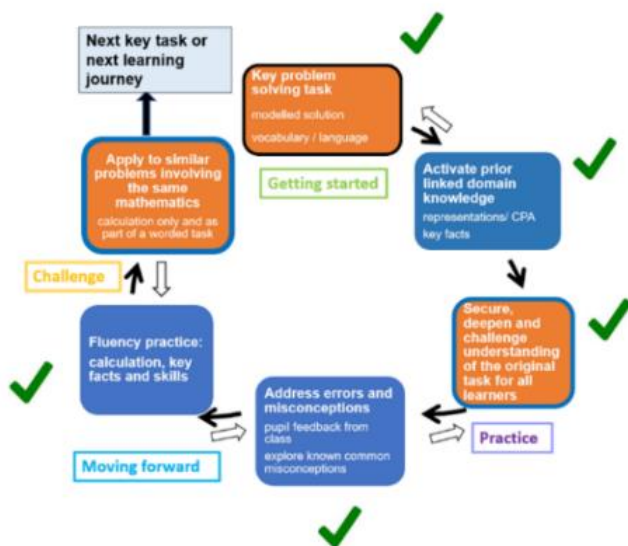 Next key task or
next learning
journey
Key problem
solving task
modelled solution
vocabulary / language
Getting started
Activate prior
linked domain
knowledge
representations/ CPA
key facts
Secure,
deepen and
challenge
understanding
of the original
task for all
learners
Practice
Address errors and
misconceptions
pupil feedback from
class
explore known common
misconceptions
Moving forward
Fluency practice:
calculation, key
facts and skills
Challenge
Apply to similar
problems involving
the same
mathematics
calculation only and as
part of a worded task